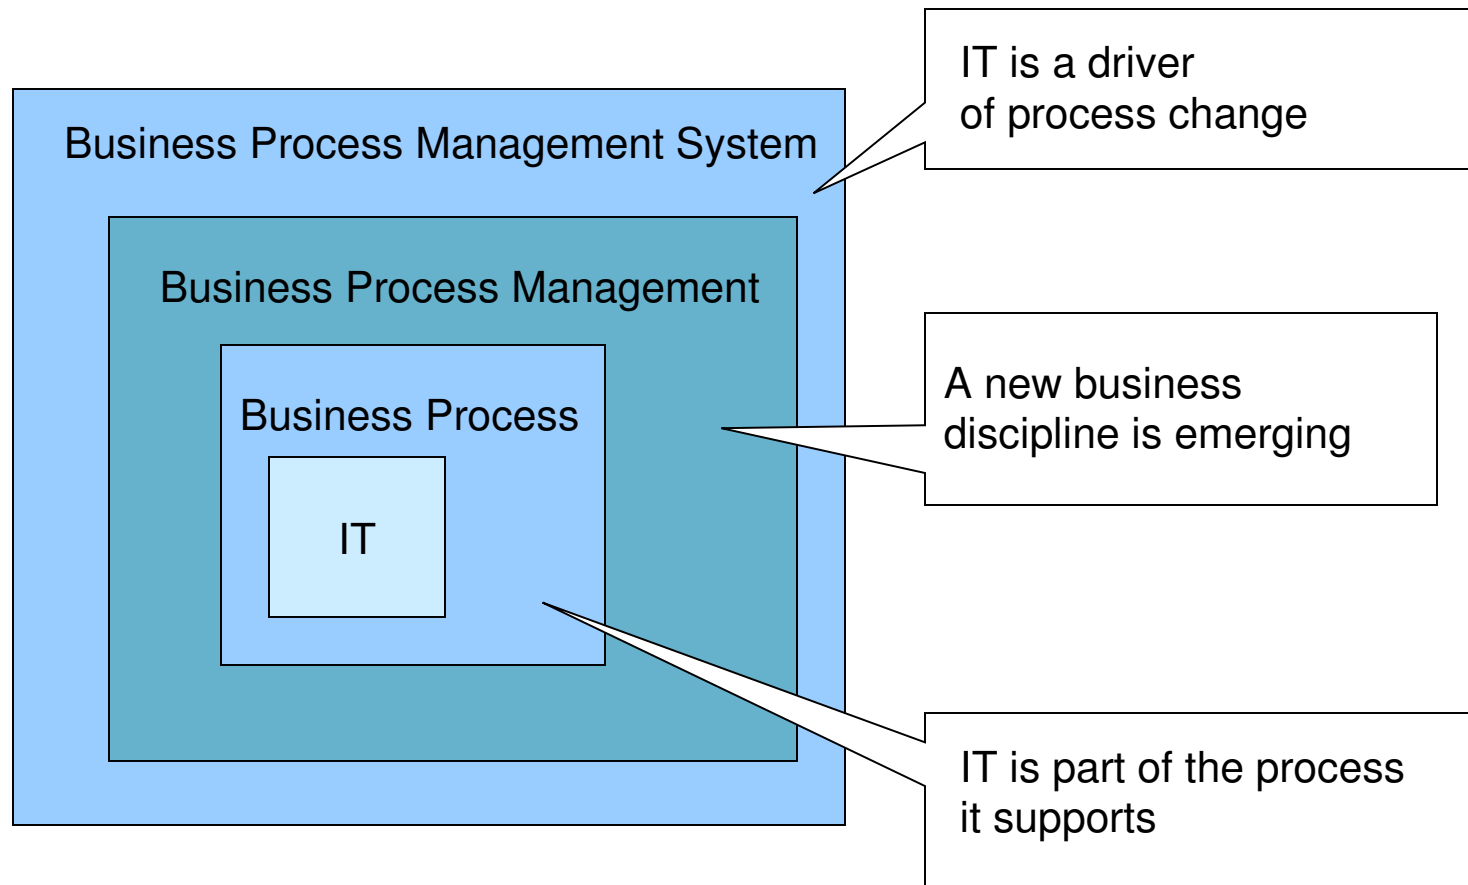 IT is a driver
of process change
Business Process Management System
Business Process Management
A new business
discipline is emerging
Business Process
IT
IT is part of the process
it supports